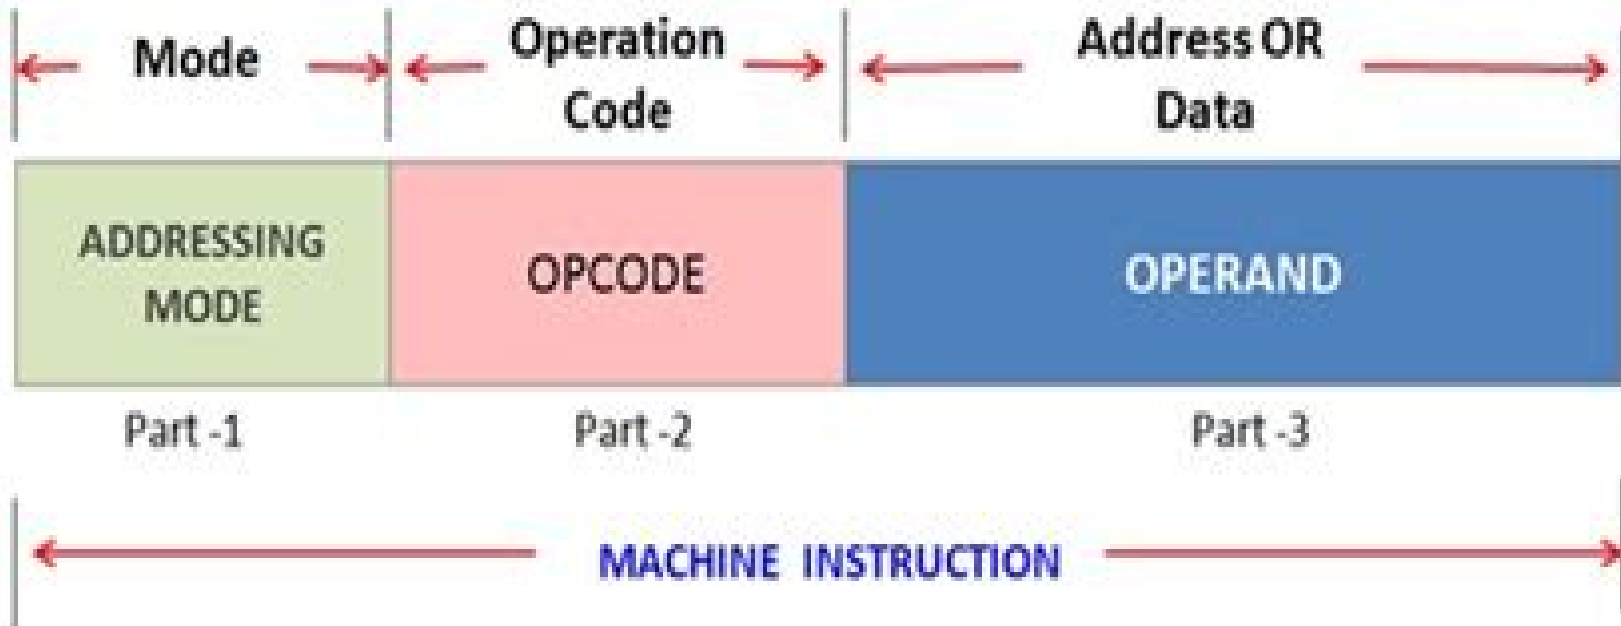 Mode
Operation
Code
Address OR
Data
ADDRESSING
MODE
OPCODE
OPERAND
Part -1
Part -2
Part -3
MACHINE INSTRUCTION